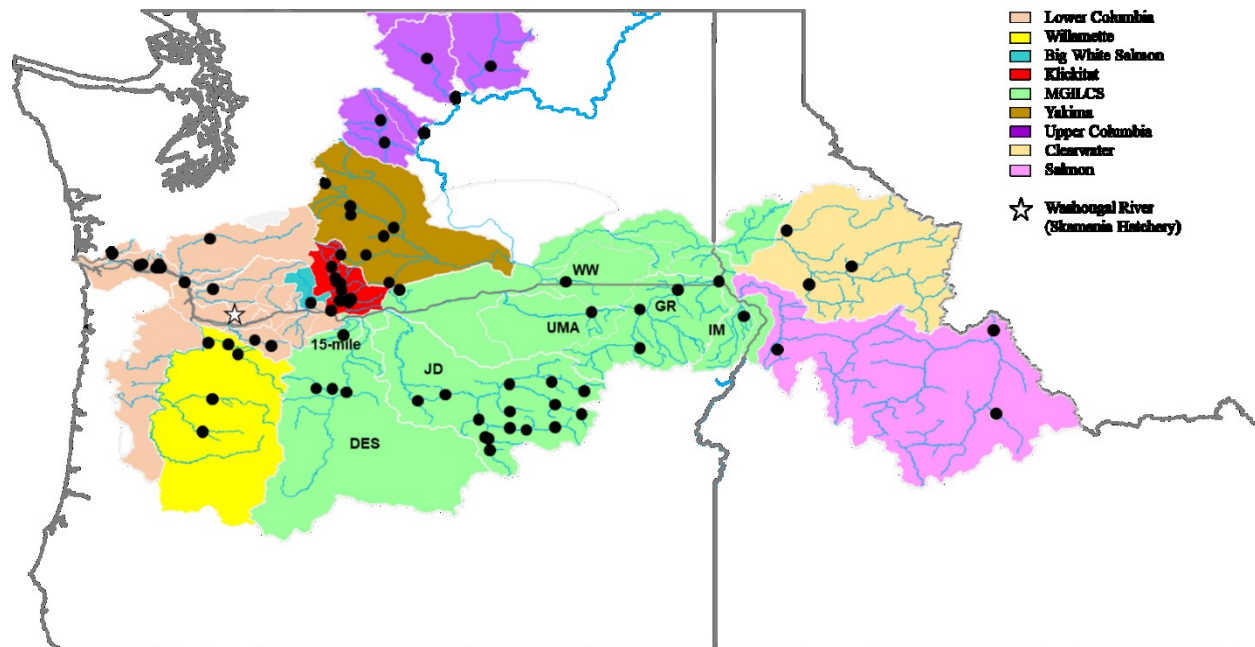 Lower Columbia
Willamette
Big White Salmon
Klickitat
MGILCS
Yakima
Upper Columbia
Clearwater
Salmon
Washougal River
(Skamania Hatchery)
WW
GR
UMA
IM
15-mile
JD
DES